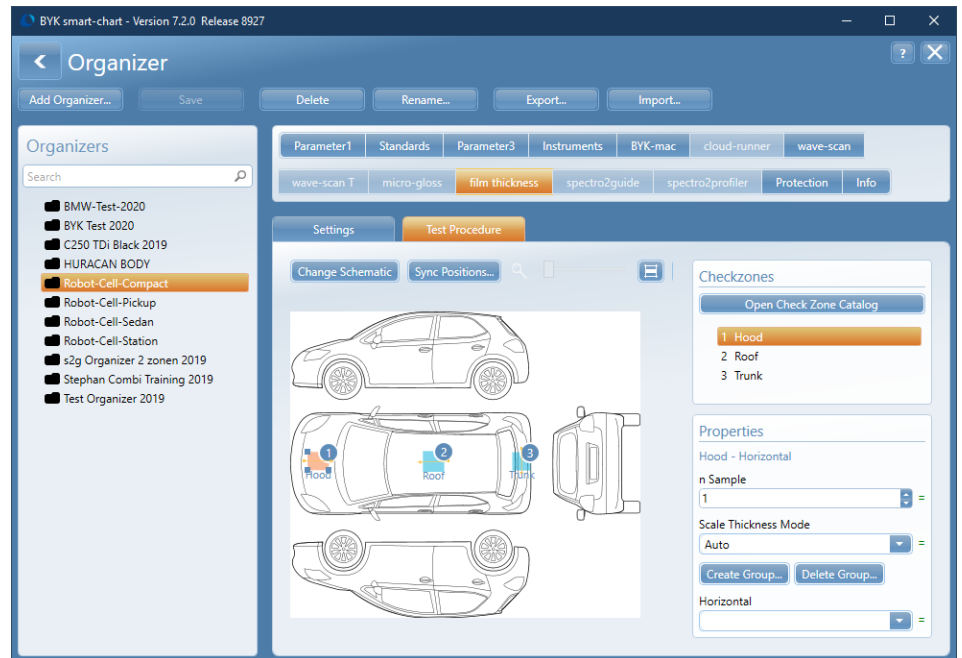 BYK smart-chart - Version 7.2.0 Release 8927
Organizer
?
Add Organizer... Save Delete Rename... Export... Import...
Organizers
Search
BMW-Test-2020
BYK Test 2020
C250 TDi Black 2019
HURACAN BODY
Robot-Cell-Compact
Robot-Cell-Pickup
Robot-Cell-Sedan
Robot-Cell-Station
s2g Organizer 2 zonen 2019
Stephan Combi Training 2019
Test Organizer 2019
Parameter1 Standards Parameter3 Instruments BYK-mac cloud-runner wave-scan
wave-scan T micro-gloss film thickness spectro2guide spectro2profiler Protection Info
Settings Test Procedure
Change Schematic Sync Positions...
1 2 3
Hood Roof Trunk
Checkzones
Open Check Zone Catalog
1 Hood
2 Roof
3 Trunk
Properties
Hood - Horizontal
n Sample
1 =
Scale Thickness Mode
Auto =
Create Group... Delete Group...
Horizontal
=